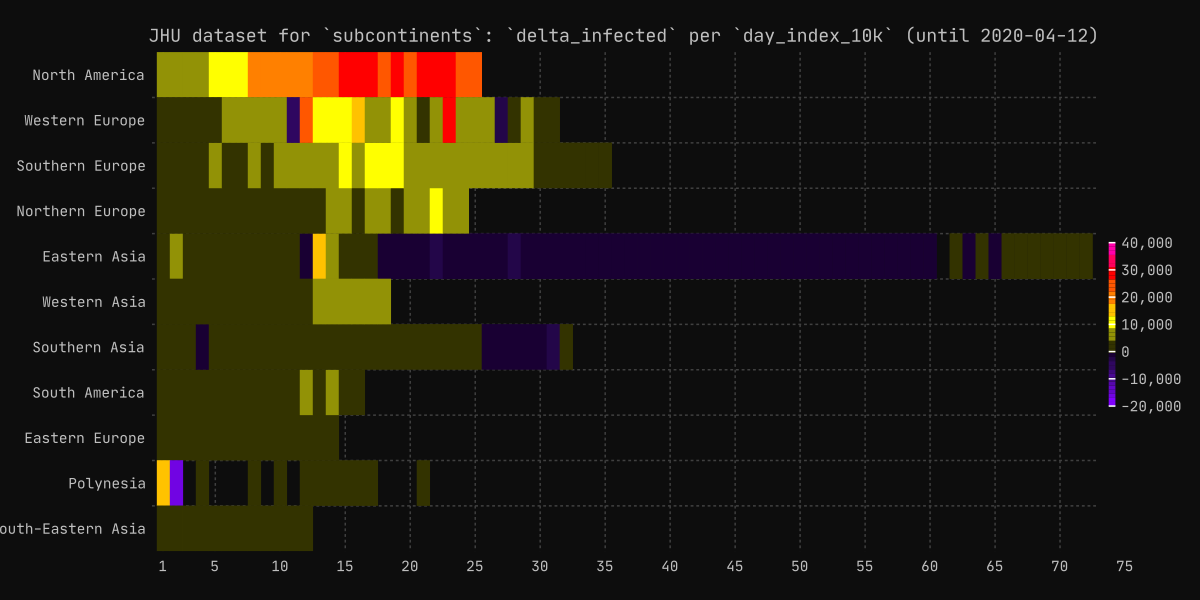 JHU dataset for `subcontinents`: `delta_infected` per `day_index_10k` (until 2020-04-12)
North America
Western Europe
Southern Europe
Northern Europe
Eastern Asia
Western Asia
Southern Asia
South America
Eastern Europe
Polynesia
outh-Eastern Asia
1 5 10 15 20 25 30 35 40 45 50 55 60 65 70 75
40,000
30,000
20,000
10,000
0
-10,000
-20,000